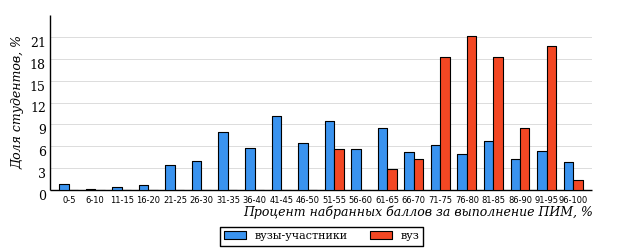 Доля студентов, %
21
18
15
12
9
6
3
0
0-5 6-10 11-15 16-20 21-25 26-30 31-35 36-40 41-45 46-50 51-55 56-60 61-65 66-70 71-75 76-80 81-85 86-90 91-95 96-100
Процент набранных баллов за выполнение ПИМ, %
вузы-участники вуз